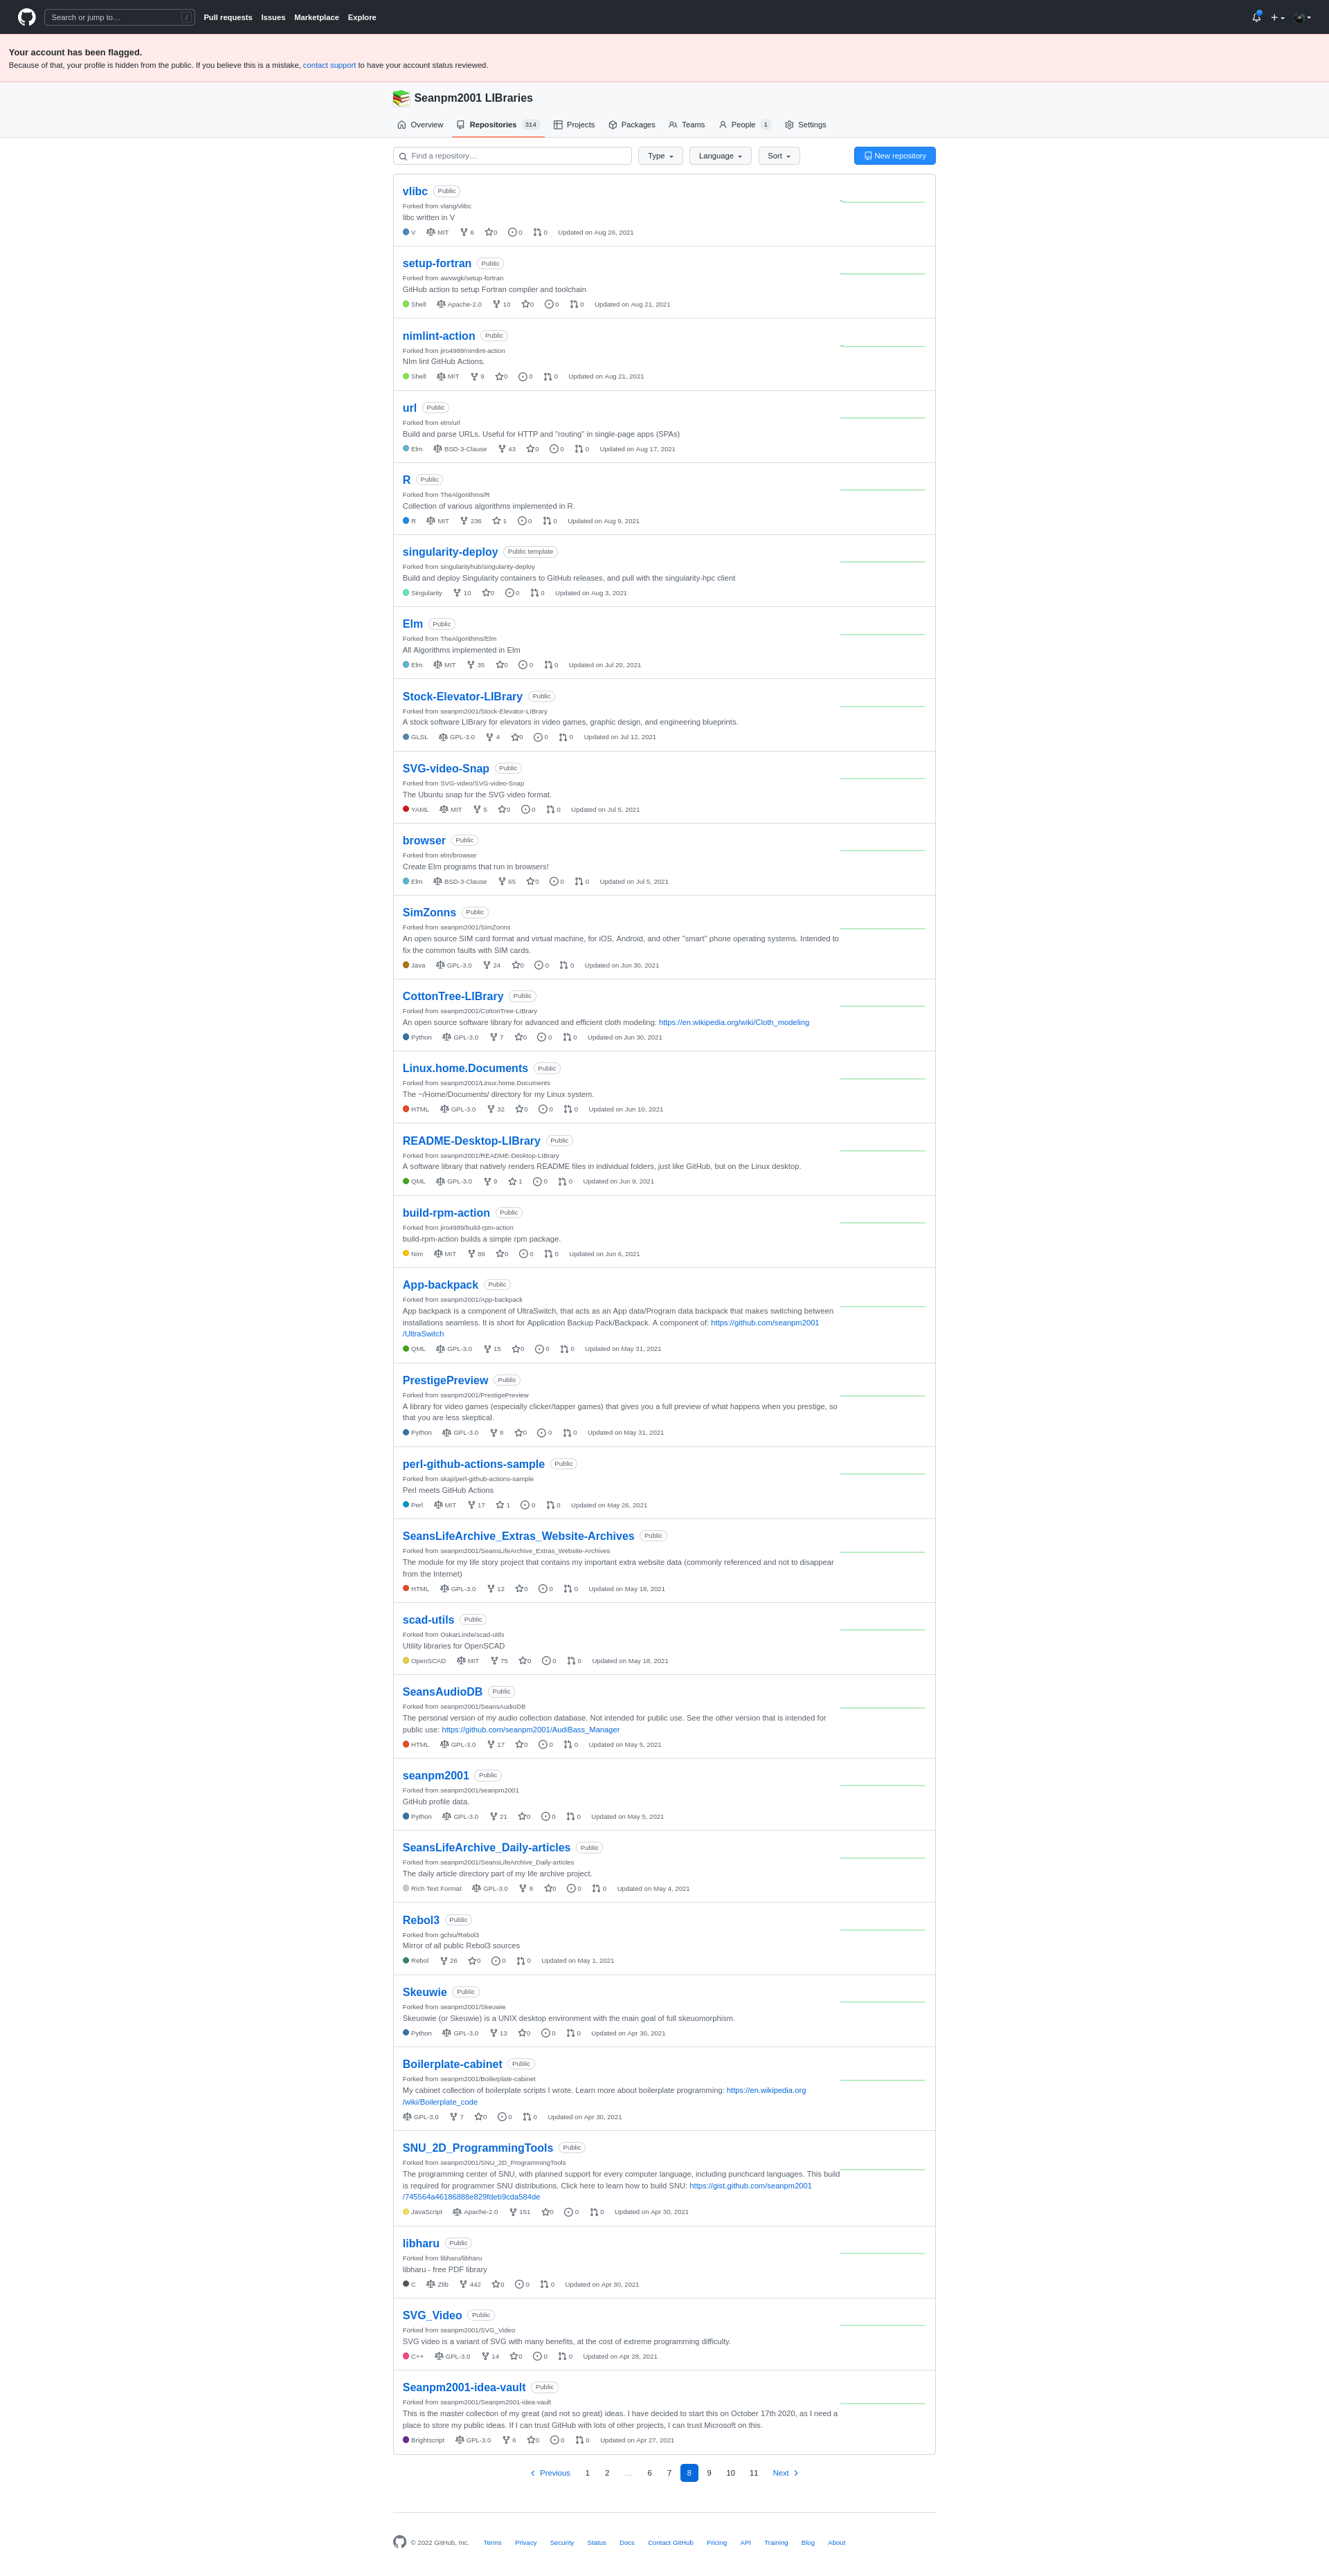 Search or jump to… /
Pull requests Issues Marketplace Explore
Your account has been flagged.
Because of that, your profile is hidden from the public. If you believe this is a mistake, contact support to have your account status reviewed.
Seanpm2001 LIBraries
Overview Repositories 314 Projects Packages Teams People 1 Settings
Find a repository… Type Language Sort New repository
vlibc Public
Forked from vlang/vlibc
libc written in V
V MIT 6 0 0 0 Updated on Aug 26, 2021
setup-fortran Public
Forked from awvwgk/setup-fortran
GitHub action to setup Fortran compiler and toolchain
Shell Apache-2.0 10 0 0 0 Updated on Aug 21, 2021
nimlint-action Public
Forked from jiro4989/nimlint-action
NIm lint GitHub Actions.
Shell MIT 9 0 0 0 Updated on Aug 21, 2021
url Public
Forked from elm/url
Build and parse URLs. Useful for HTTP and "routing" in single-page apps (SPAs)
Elm BSD-3-Clause 43 0 0 0 Updated on Aug 17, 2021
R Public
Forked from TheAlgorithms/R
Collection of various algorithms implemented in R.
R MIT 236 1 0 0 Updated on Aug 9, 2021
singularity-deploy Public template
Forked from singularityhub/singularity-deploy
Build and deploy Singularity containers to GitHub releases, and pull with the singularity-hpc client
Singularity 10 0 0 0 Updated on Aug 3, 2021
Elm Public
Forked from TheAlgorithms/Elm
All Algorithms implemented in Elm
Elm MIT 35 0 0 0 Updated on Jul 20, 2021
Stock-Elevator-LIBrary Public
Forked from seanpm2001/Stock-Elevator-LIBrary
A stock software LIBrary for elevators in video games, graphic design, and engineering blueprints.
GLSL GPL-3.0 4 0 0 0 Updated on Jul 12, 2021
SVG-video-Snap Public
Forked from SVG-video/SVG-video-Snap
The Ubuntu snap for the SVG video format.
YAML MIT 5 0 0 0 Updated on Jul 5, 2021
browser Public
Forked from elm/browser
Create Elm programs that run in browsers!
Elm BSD-3-Clause 65 0 0 0 Updated on Jul 5, 2021
SimZonns Public
Forked from seanpm2001/SimZonns
An open source SIM card format and virtual machine, for iOS, Android, and other "smart" phone operating systems. Intended to
fix the common faults with SIM cards.
Java GPL-3.0 24 0 0 0 Updated on Jun 30, 2021
CottonTree-LIBrary Public
Forked from seanpm2001/CottonTree-LIBrary
An open source software library for advanced and efficient cloth modeling: https://en.wikipedia.org/wiki/Cloth_modeling
Python GPL-3.0 7 0 0 0 Updated on Jun 30, 2021
Linux.home.Documents Public
Forked from seanpm2001/Linux.home.Documents
The ~/Home/Documents/ directory for my Linux system.
HTML GPL-3.0 32 0 0 0 Updated on Jun 10, 2021
README-Desktop-LIBrary Public
Forked from seanpm2001/README-Desktop-LIBrary
A software library that natively renders README files in individual folders, just like GitHub, but on the Linux desktop.
QML GPL-3.0 9 1 0 0 Updated on Jun 9, 2021
build-rpm-action Public
Forked from jiro4989/build-rpm-action
build-rpm-action builds a simple rpm package.
Nim MIT 89 0 0 0 Updated on Jun 6, 2021
App-backpack Public
Forked from seanpm2001/App-backpack
App backpack is a component of UltraSwitch, that acts as an App data/Program data backpack that makes switching between
installations seamless. It is short for Application Backup Pack/Backpack. A component of: https://github.com/seanpm2001
/UltraSwitch
QML GPL-3.0 15 0 0 0 Updated on May 31, 2021
PrestigePreview Public
Forked from seanpm2001/PrestigePreview
A library for video games (especially clicker/tapper games) that gives you a full preview of what happens when you prestige, so
that you are less skeptical.
Python GPL-3.0 8 0 0 0 Updated on May 31, 2021
perl-github-actions-sample Public
Forked from skaji/perl-github-actions-sample
Perl meets GitHub Actions
Perl MIT 17 1 0 0 Updated on May 26, 2021
SeansLifeArchive_Extras_Website-Archives Public
Forked from seanpm2001/SeansLifeArchive_Extras_Website-Archives
The module for my life story project that contains my important extra website data (commonly referenced and not to disappear
from the Internet)
HTML GPL-3.0 12 0 0 0 Updated on May 18, 2021
scad-utils Public
Forked from OskarLinde/scad-utils
Utility libraries for OpenSCAD
OpenSCAD MIT 75 0 0 0 Updated on May 18, 2021
SeansAudioDB Public
Forked from seanpm2001/SeansAudioDB
The personal version of my audio collection database. Not intended for public use. See the other version that is intended for
public use: https://github.com/seanpm2001/AudiBass_Manager
HTML GPL-3.0 17 0 0 0 Updated on May 5, 2021
seanpm2001 Public
Forked from seanpm2001/seanpm2001
GitHub profile data.
Python GPL-3.0 21 0 0 0 Updated on May 5, 2021
SeansLifeArchive_Daily-articles Public
Forked from seanpm2001/SeansLifeArchive_Daily-articles
The daily article directory part of my life archive project.
Rich Text Format GPL-3.0 8 0 0 0 Updated on May 4, 2021
Rebol3 Public
Forked from gchiu/Rebol3
Mirror of all public Rebol3 sources
Rebol 26 0 0 0 Updated on May 1, 2021
Skeuwie Public
Forked from seanpm2001/Skeuwie
Skeuowie (or Skeuwie) is a UNIX desktop environment with the main goal of full skeuomorphism.
Python GPL-3.0 13 0 0 0 Updated on Apr 30, 2021
Boilerplate-cabinet Public
Forked from seanpm2001/Boilerplate-cabinet
My cabinet collection of boilerplate scripts I wrote. Learn more about boilerplate programming: https://en.wikipedia.org
/wiki/Boilerplate_code
GPL-3.0 7 0 0 0 Updated on Apr 30, 2021
SNU_2D_ProgrammingTools Public
Forked from seanpm2001/SNU_2D_ProgrammingTools
The programming center of SNU, with planned support for every computer language, including punchcard languages. This build
is required for programmer SNU distributions. Click here to learn how to build SNU: https://gist.github.com/seanpm2001
/745564a46186888e829fdeb9cda584de
JavaScript Apache-2.0 151 0 0 0 Updated on Apr 30, 2021
libharu Public
Forked from libharu/libharu
libharu - free PDF library
C Zlib 442 0 0 0 Updated on Apr 30, 2021
SVG_Video Public
Forked from seanpm2001/SVG_Video
SVG video is a variant of SVG with many benefits, at the cost of extreme programming difficulty.
C++ GPL-3.0 14 0 0 0 Updated on Apr 28, 2021
Seanpm2001-idea-vault Public
Forked from seanpm2001/Seanpm2001-idea-vault
This is the master collection of my great (and not so great) ideas. I have decided to start this on October 17th 2020, as I need a
place to store my public ideas. If I can trust GitHub with lots of other projects, I can trust Microsoft on this.
Brightscript GPL-3.0 6 0 0 0 Updated on Apr 27, 2021
Previous 1 2 … 6 7 8 9 10 11 Next
© 2022 GitHub, Inc. Terms Privacy Security Status Docs Contact GitHub Pricing API Training Blog About